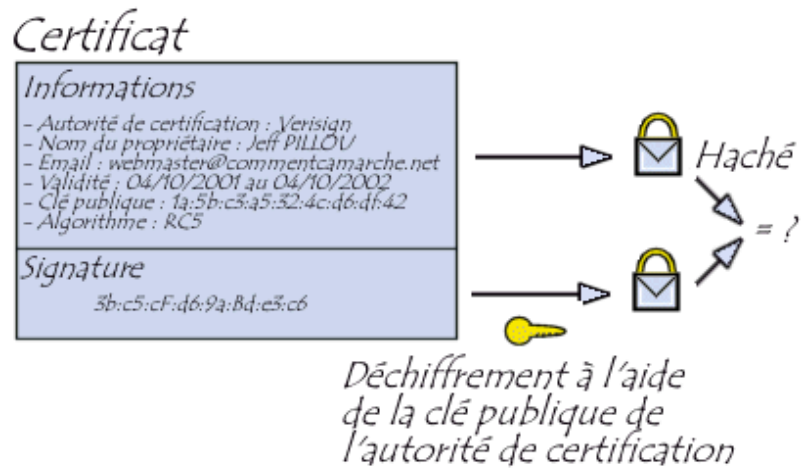 Certificat
Informations
- Autorité de certification : Verisign
- Nom du propriétaire : Jeff PILLOU
- Email : webmaster@commentcamarche.net
- Validité : 04/10/2001 au 04/10/2002
- Clé publique : 1a:5b:c3:a5:32:4c:d6:df:42
- Algorithme : RC5
Signature
3b:c5:cF:d6:9a:Bd:e3:c6
Haché
= ?
Déchiffrement à l'aide
de la clé publique de
l'autorité de certification